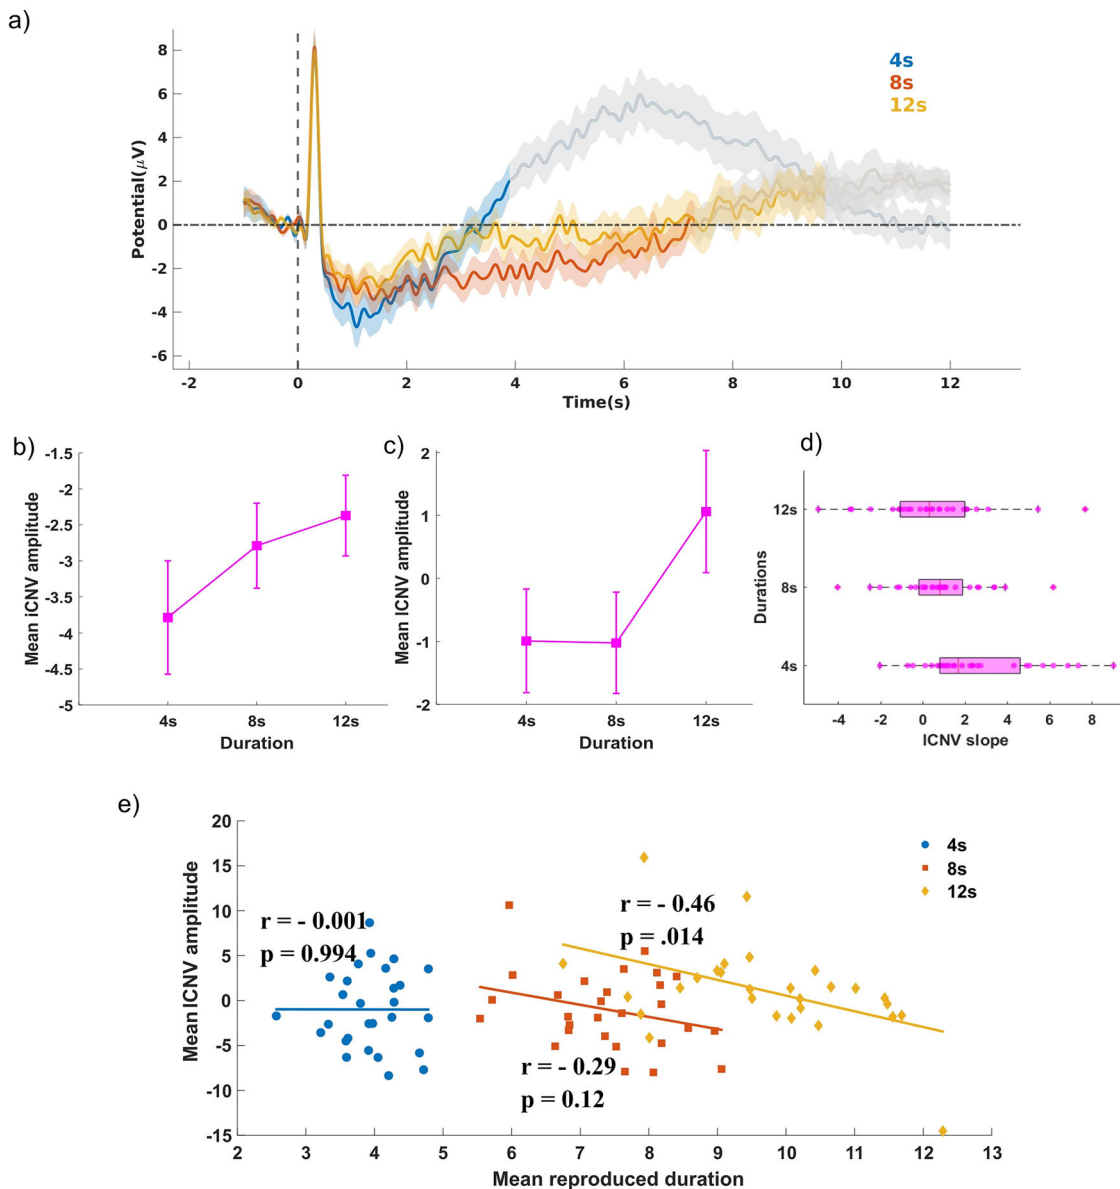 a)
8
6
4
2
0
-2
-4
-6
Potential(μV)
4s
8s
12s
-2 0 2 4 6 8 10 12
Time(s)
b)
-1.5
-2
-2.5
-3
-3.5
-4
-4.5
-5
Mean iCNV amplitude
4s 8s 12s
Duration
c)
2
1
0
-1
-2
Mean lCNV amplitude
4s 8s 12s
Duration
d)
12s
8s
4s
Durations
-4 -2 0 2 4 6 8
lCNV slope
e)
20
15
10
5
0
-5
-10
-15
Mean lCNV amplitude
r = - 0.001
p = 0.994
r = - 0.46
p = .014
r = - 0.29
p = 0.12
4s
8s
12s
2 3 4 5 6 7 8 9 10 11 12 13
Mean reproduced duration